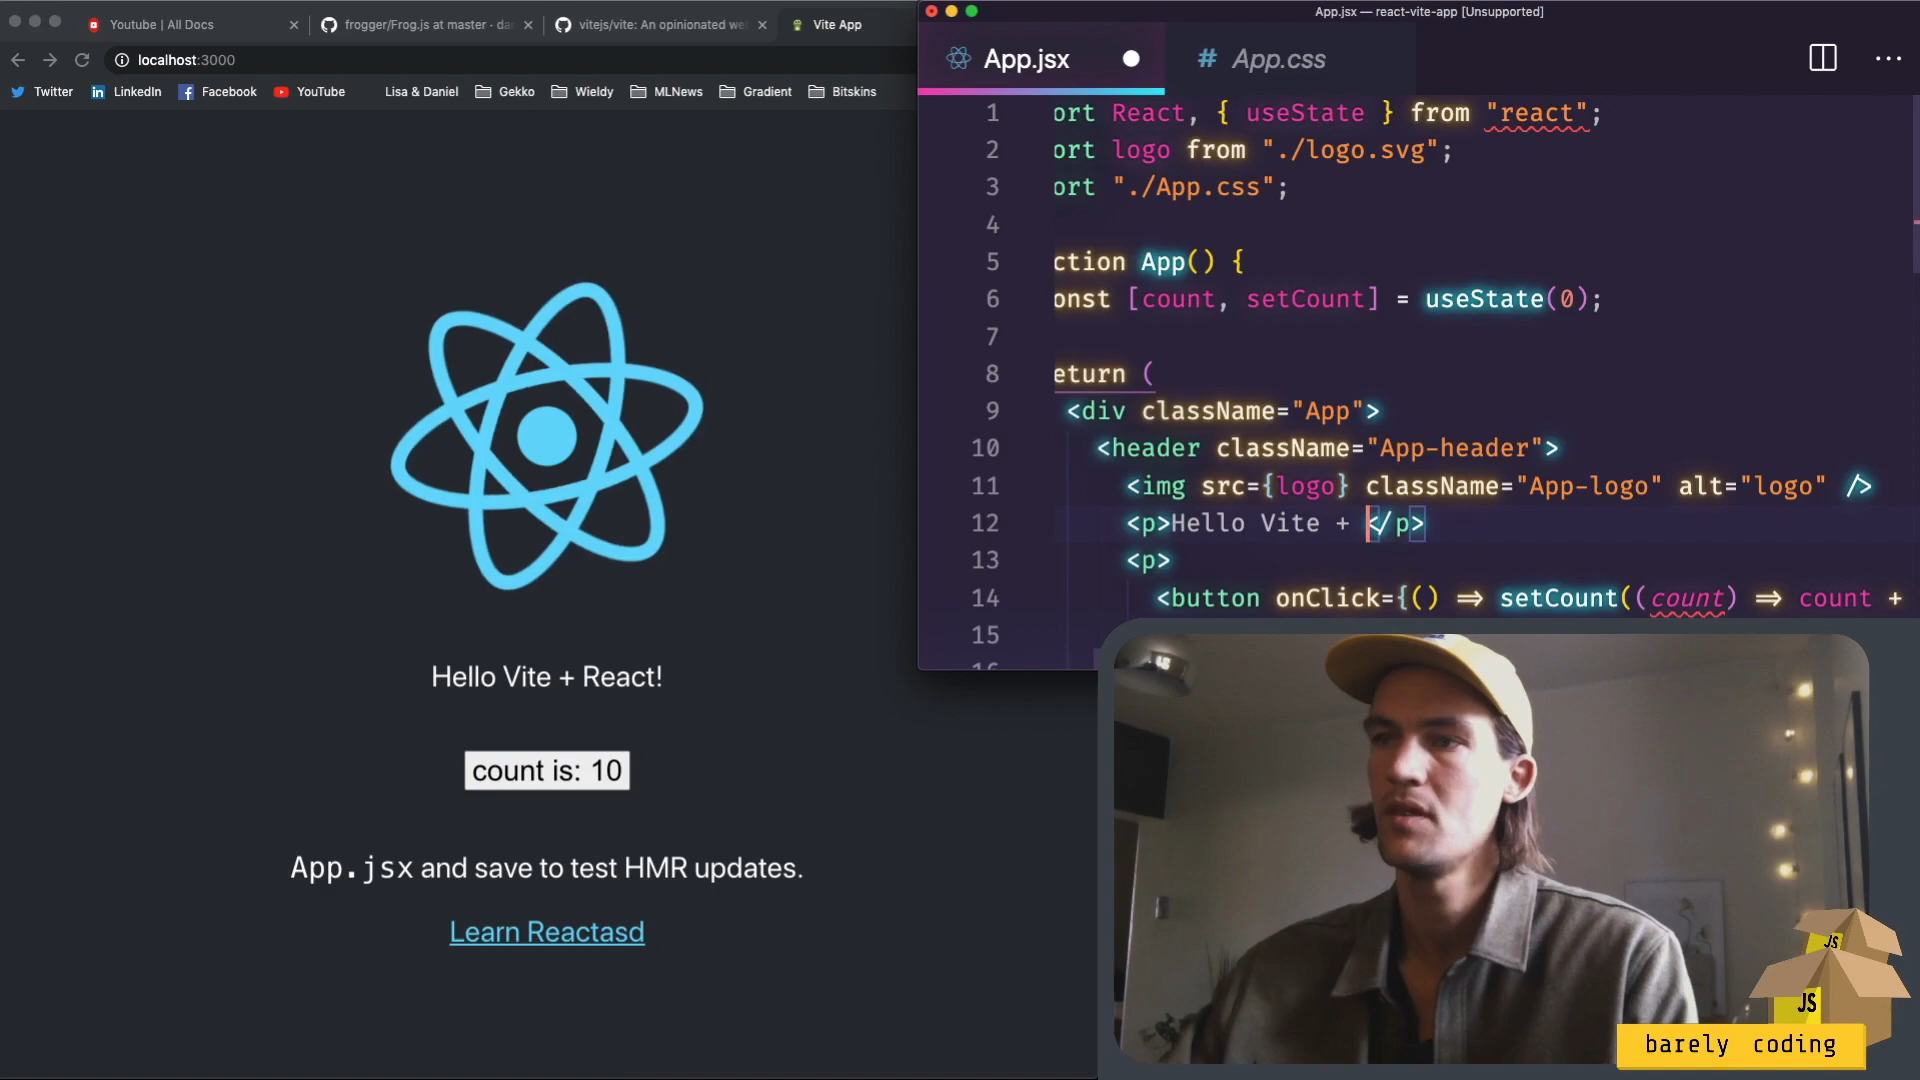 Youtube | All Docs
frogger/Frog.js at master · da
vitejs/vite: An opinionated we
Vite App
localhost:3000
Twitter
LinkedIn
Facebook
YouTube
Lisa & Daniel
Gekko
Wieldy
MLNews
Gradient
Bitskins
Hello Vite + React!
count is: 10
App.jsx and save to test HMR updates.
Learn Reactasd
App.jsx — react-vite-app [Unsupported]
App.jsx
# App.css
1 ort React, { useState } from "react";
2 ort logo from "./logo.svg";
3 ort "./App.css";
4
5 ction App() {
6 onst [count, setCount] = useState(0);
7
8 eturn (
9 <div className="App">
10 <header className="App-header">
11 <img src={logo} className="App-logo" alt="logo" />
12 <p>Hello Vite + </p>
13 <p>
14 <button onClick={() => setCount((count) => count +
15
JS
JS
barely coding